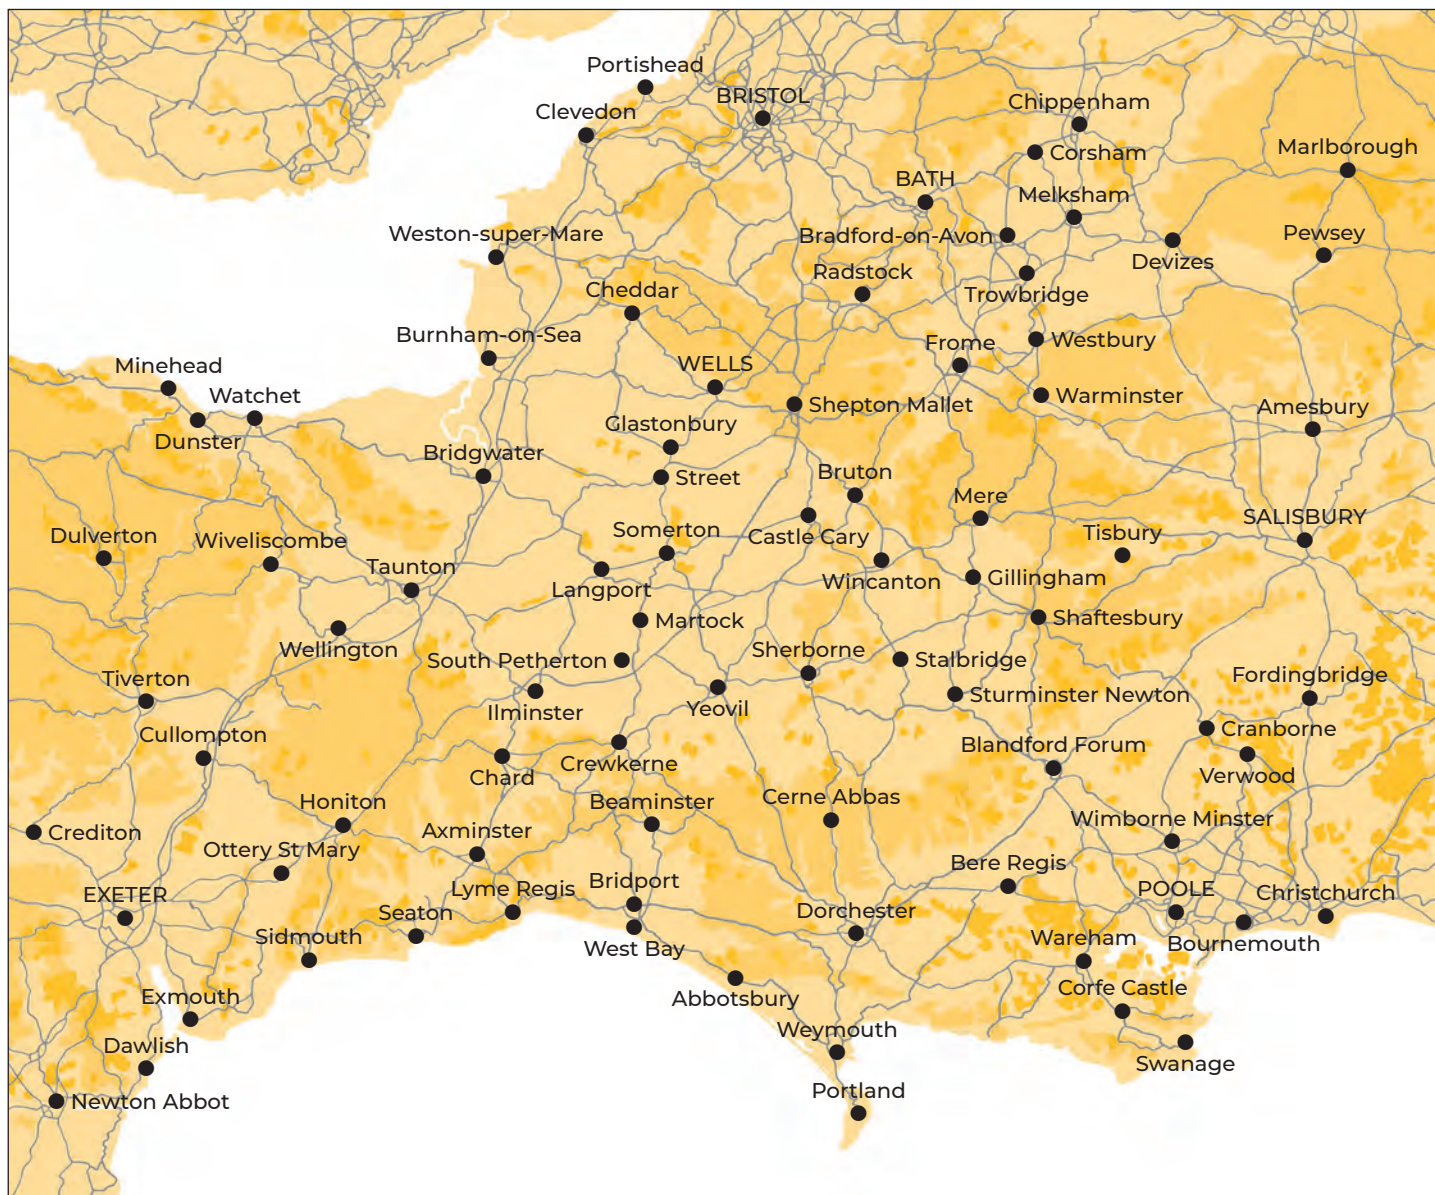 Portishead
BRISTOL
Clevedon
Chippenham
Corsham
Marlborough
BATH
Melksham
Weston-super-Mare
Bradford-on-Avon
Pewsey
Devizes
Radstock
Cheddar
Trowbridge
Burnham-on-Sea
Frome
Westbury
Minehead
WELLS
Watchet
Warminster
Shepton Mallet
Amesbury
Dunster
Glastonbury
Bridgwater
Street
Bruton
Mere
SALISBURY
Dulverton
Wiveliscombe
Somerton
Castle Cary
Tisbury
Taunton
Langport
Wincanton
Gillingham
Martock
Shaftesbury
Wellington
South Petherton
Sherborne
Stalbridge
Tiverton
Fordingbridge
Sturminster Newton
Ilminster
Yeovil
Cullompton
Cranborne
Blandford Forum
Chard
Crewkerne
Verwood
Honiton
Beaminster
Cerne Abbas
Wimborne Minster
Crediton
Axminster
Ottery St Mary
Bere Regis
Lyme Regis
Bridport
EXETER
POOLE
Christchurch
Seaton
Dorchester
Sidmouth
West Bay
Wareham
Bournemouth
Corfe Castle
Exmouth
Abbotsbury
Weymouth
Dawlish
Swanage
Portland
Newton Abbot